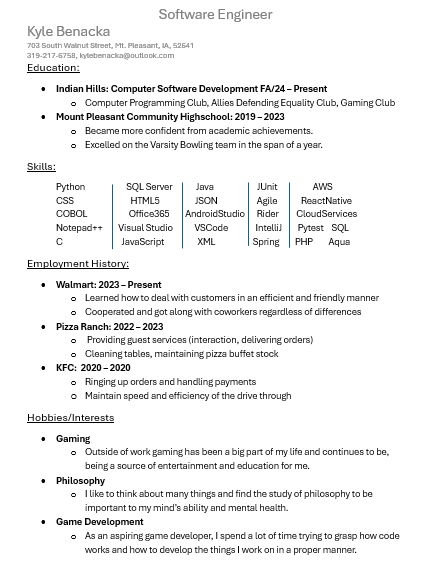 Software Engineer
Kyle Benacka
703 South Walnut Street, Mt. Pleasant, IA, 52641
319-217-6758, kylebenacka@outlook.com
Education:
• Indian Hills: Computer Software Development FA/24 – Present
o Computer Programming Club, Allies Defending Equality Club, Gaming Club
• Mount Pleasant Community Highschool: 2019 – 2023
o Became more confident from academic achievements.
o Excelled on the Varsity Bowling team in the span of a year.
Skills:
Python SQL Server Java JUnit AWS
CSS HTML5 JSON Agile ReactNative
COBOL Office365 AndroidStudio Rider CloudServices
Notepad++ Visual Studio VSCode IntelliJ Pytest SQL
C JavaScript XML Spring PHP Aqua
Employment History:
• Walmart: 2023 – Present
o Learned how to deal with customers in an efficient and friendly manner
o Cooperated and got along with coworkers regardless of differences
• Pizza Ranch: 2022 – 2023
o Providing guest services (interaction, delivering orders)
o Cleaning tables, maintaining pizza buffet stock
• KFC: 2020 – 2020
o Ringing up orders and handling payments
o Maintain speed and efficiency of the drive through
Hobbies/Interests
• Gaming
o Outside of work gaming has been a big part of my life and continues to be,
being a source of entertainment and education for me.
• Philosophy
o I like to think about many things and find the study of philosophy to be
important to my mind's ability and mental health.
• Game Development
o As an aspiring game developer, I spend a lot of time trying to grasp how code
works and how to develop the things I work on in a proper manner.